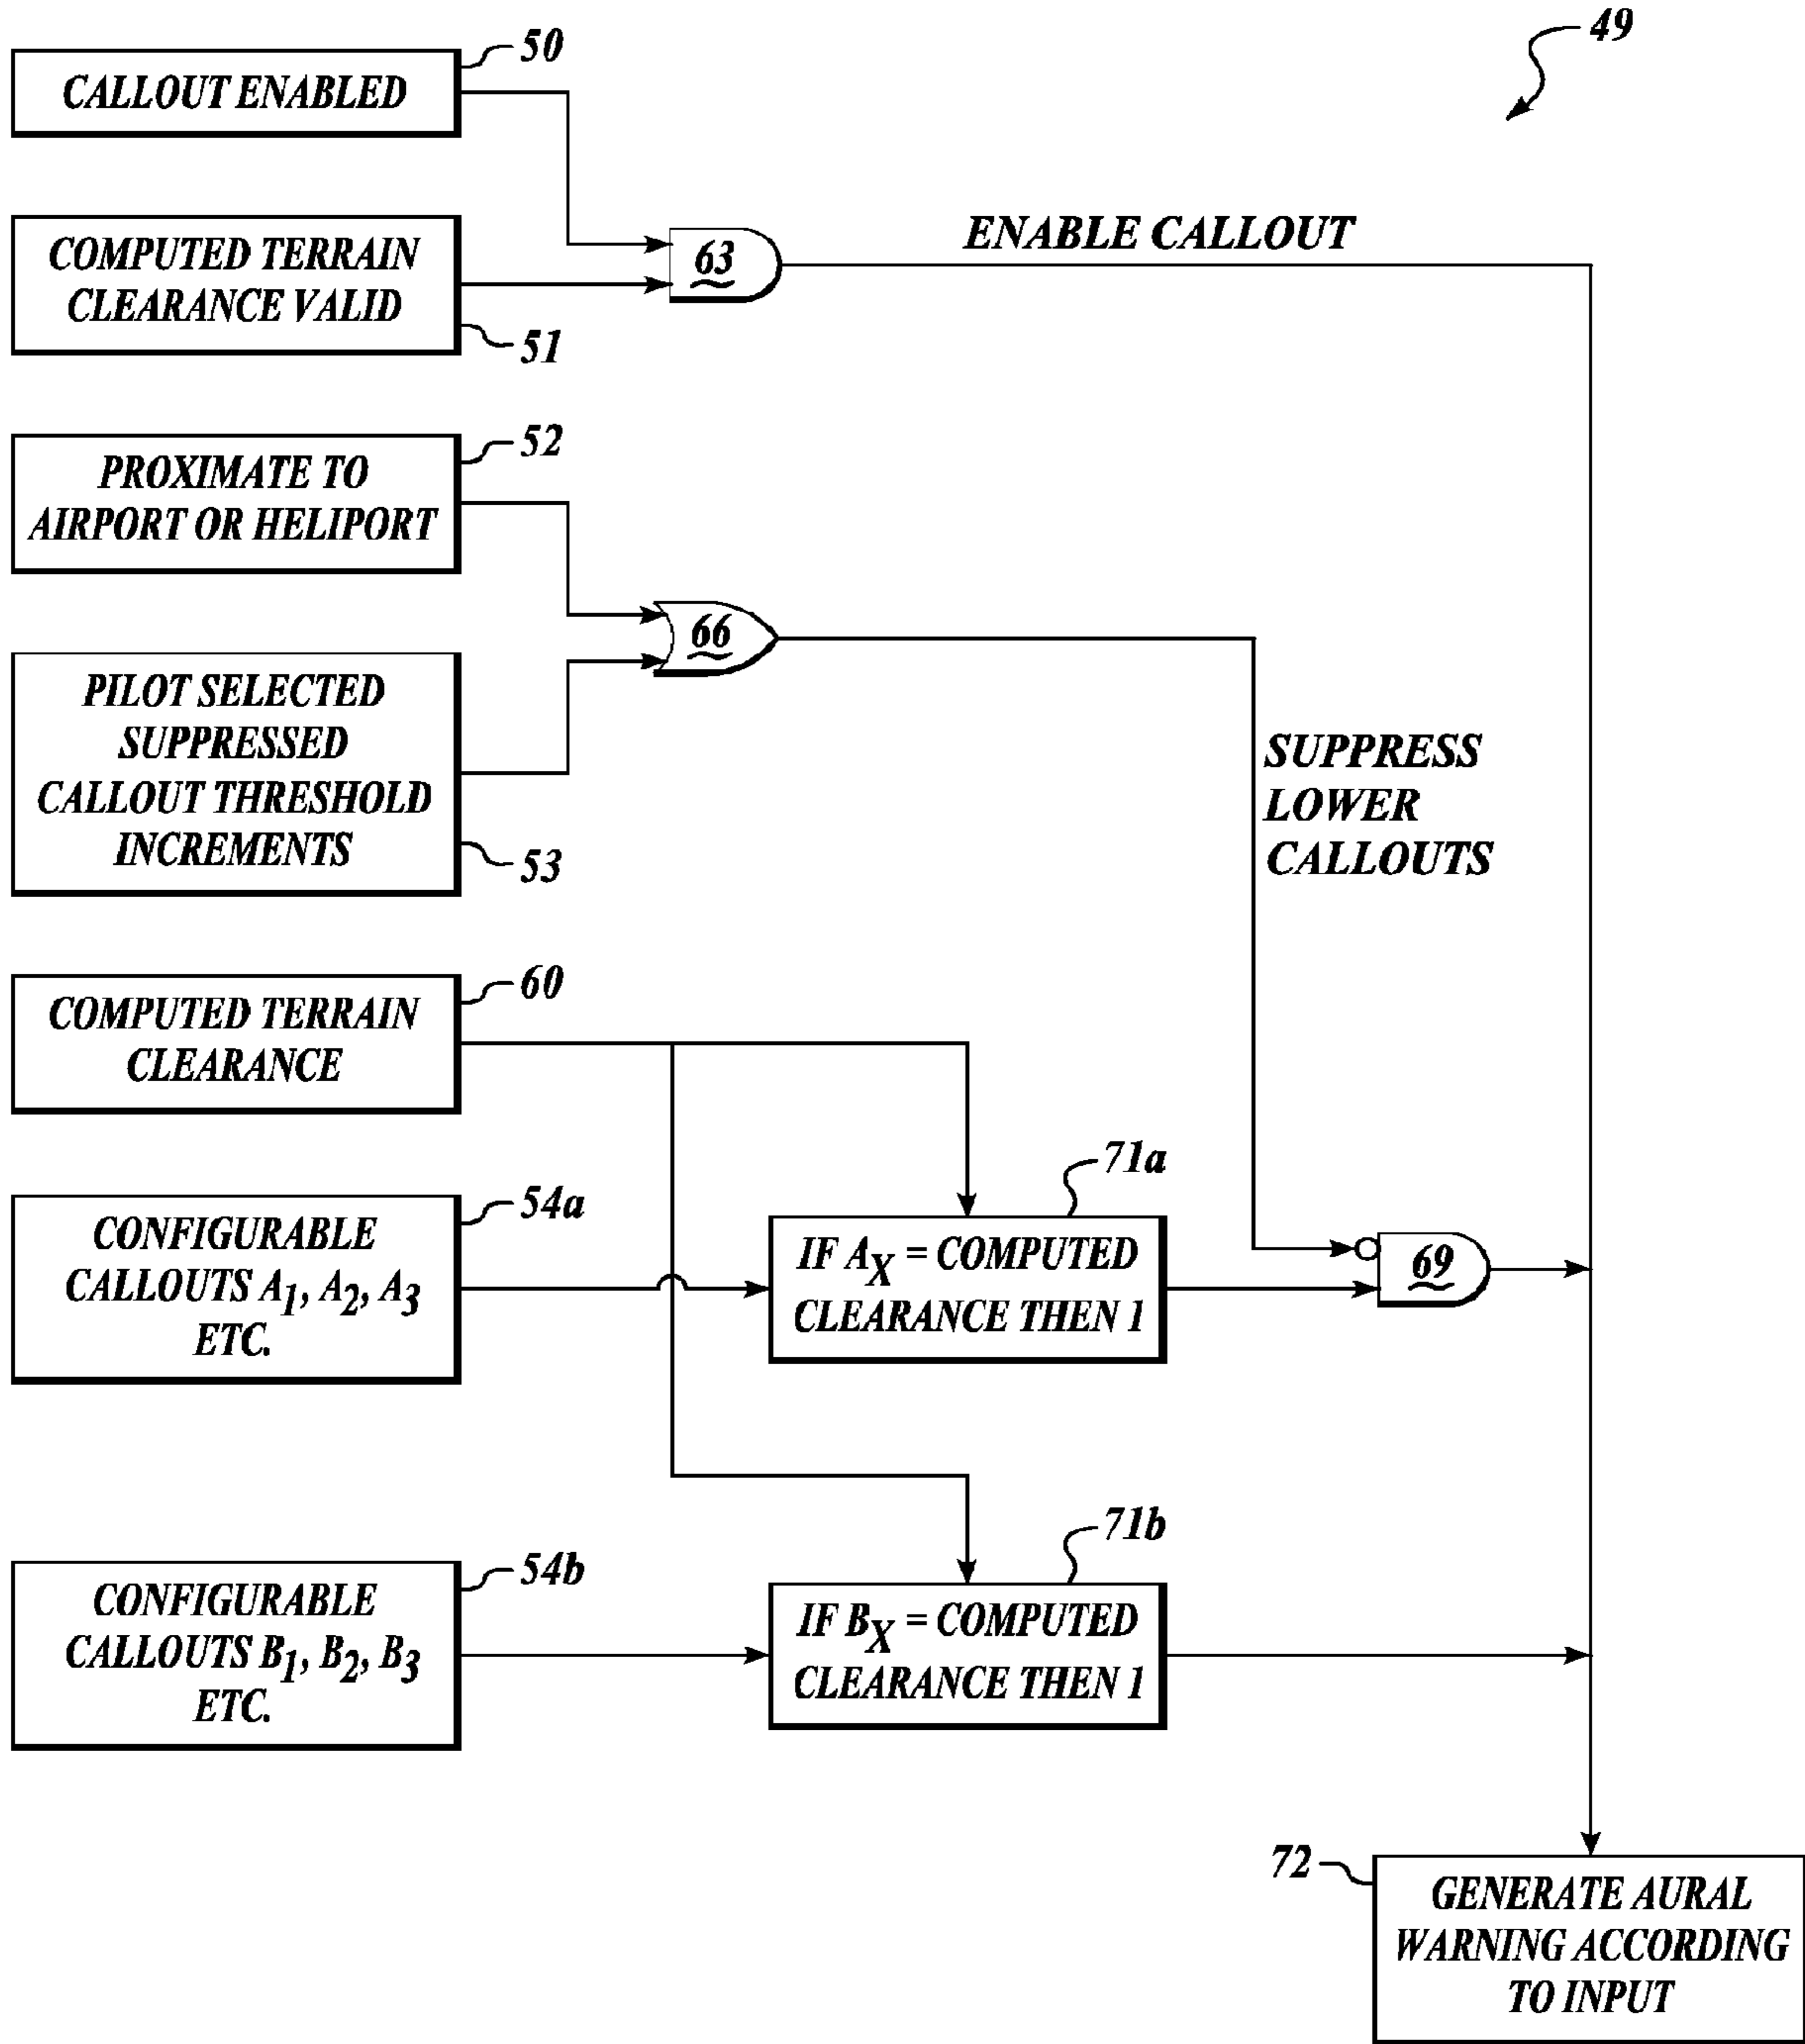 49
50
CALLOUT ENABLED
COMPUTED TERRAIN
CLEARANCE VALID
51
63
ENABLE CALLOUT
52
PROXIMATE TO
AIRPORT OR HELIPORT
66
PILOT SELECTED
SUPPRESSED
CALLOUT THRESHOLD
INCREMENTS
53
SUPPRESS
LOWER
CALLOUTS
60
COMPUTED TERRAIN
CLEARANCE
54a
CONFIGURABLE
CALLOUTS A1, A2, A3
ETC.
71a
IF AX = COMPUTED
CLEARANCE THEN 1
69
54b
CONFIGURABLE
CALLOUTS B1, B2, B3
ETC.
71b
IF BX = COMPUTED
CLEARANCE THEN 1
72
GENERATE AURAL
WARNING ACCORDING
TO INPUT